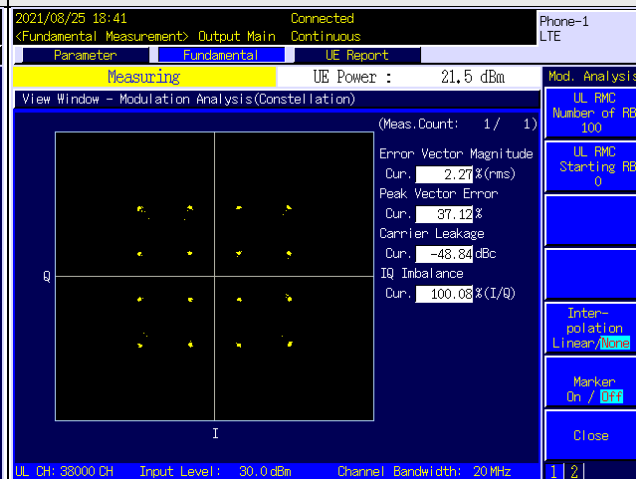 2021/08/25 18:41 Connected Phone-1
<Fundamental Measurement> Output Main Continuous LTE
Parameter Fundamental UE Report
Measuring UE Power : 21.5 dBm Mod. Analysis
View Window - Modulation Analysis(Constellation)
(Meas.Count: 1/ 1)
Error Vector Magnitude
Cur. 2.27 %(rms)
Peak Vector Error
Cur. 37.12 %
Carrier Leakage
Cur. -48.84 dBc
IQ Imbalance
Cur. 100.08 %(I/Q)
Q
I
UL RMC
Number of RB
100
UL RMC
Starting RB
0
Inter-
polation
Linear/None
Marker
On / Off
Close
UL CH: 38000 CH Input Level: 30.0 dBm Channel Bandwidth: 20 MHz
1 2